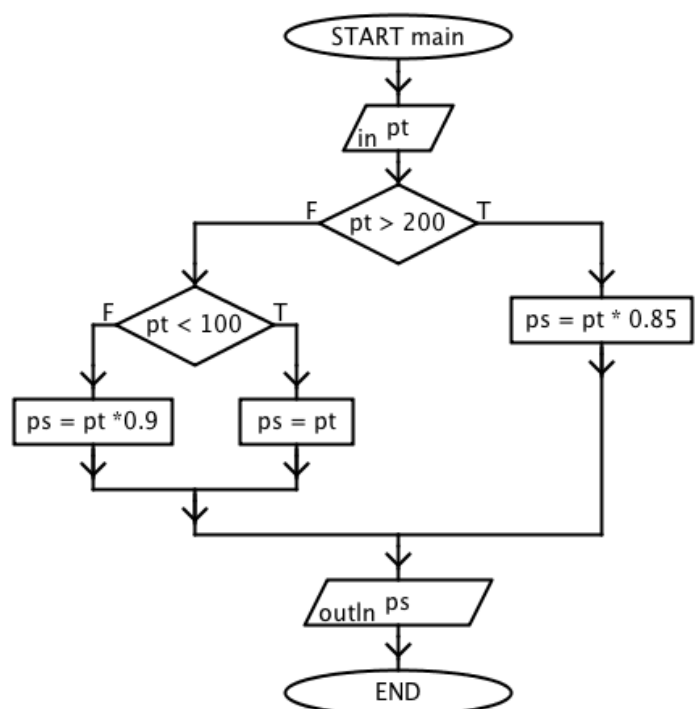 START main
in pt
F
pt > 200
T
F
pt < 100
T
ps = pt * 0.85
ps = pt *0.9
ps = pt
outln ps
END